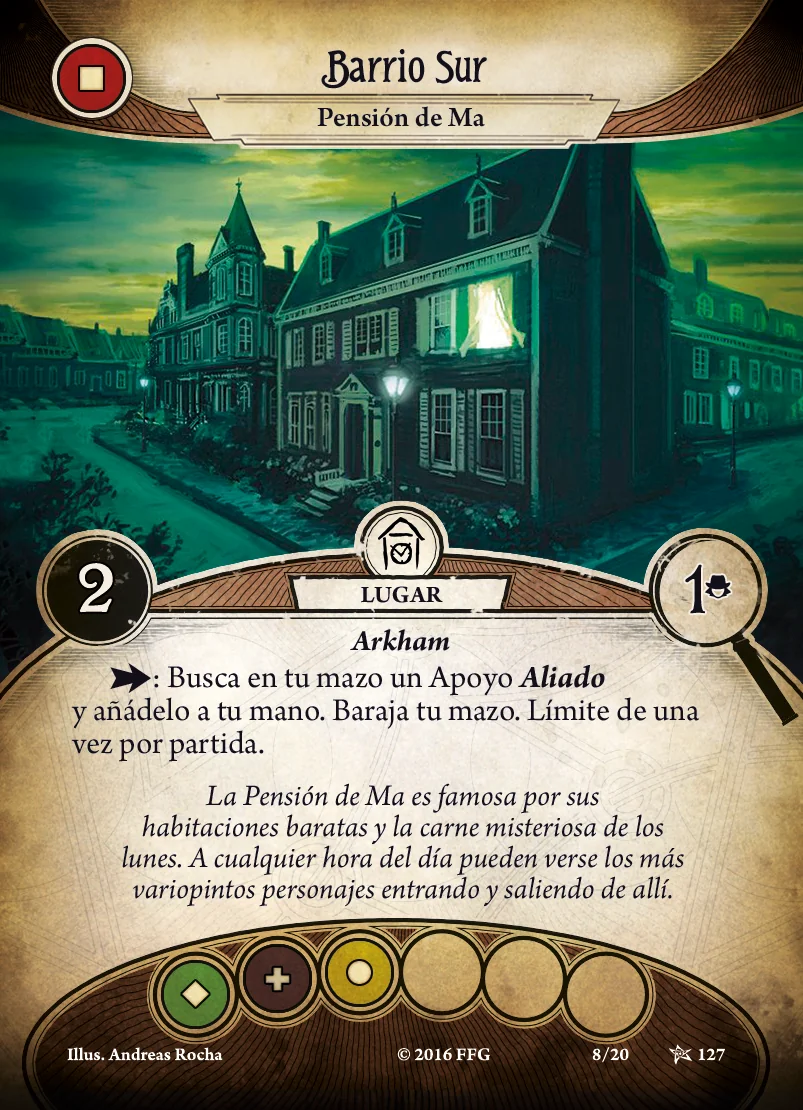 Barrio Sur
Pensión de Ma
2
1
LUGAR
Arkham
: Busca en tu mazo un Apoyo Aliado
y añádelo a tu mano. Baraja tu mazo. Límite de una
vez por partida.
La Pensión de Ma es famosa por sus
habitaciones baratas y la carne misteriosa de los
lunes. A cualquier hora del día pueden verse los más
variopintos personajes entrando y saliendo de allí.
Illus. Andreas Rocha © 2016 FFG 8/20 127